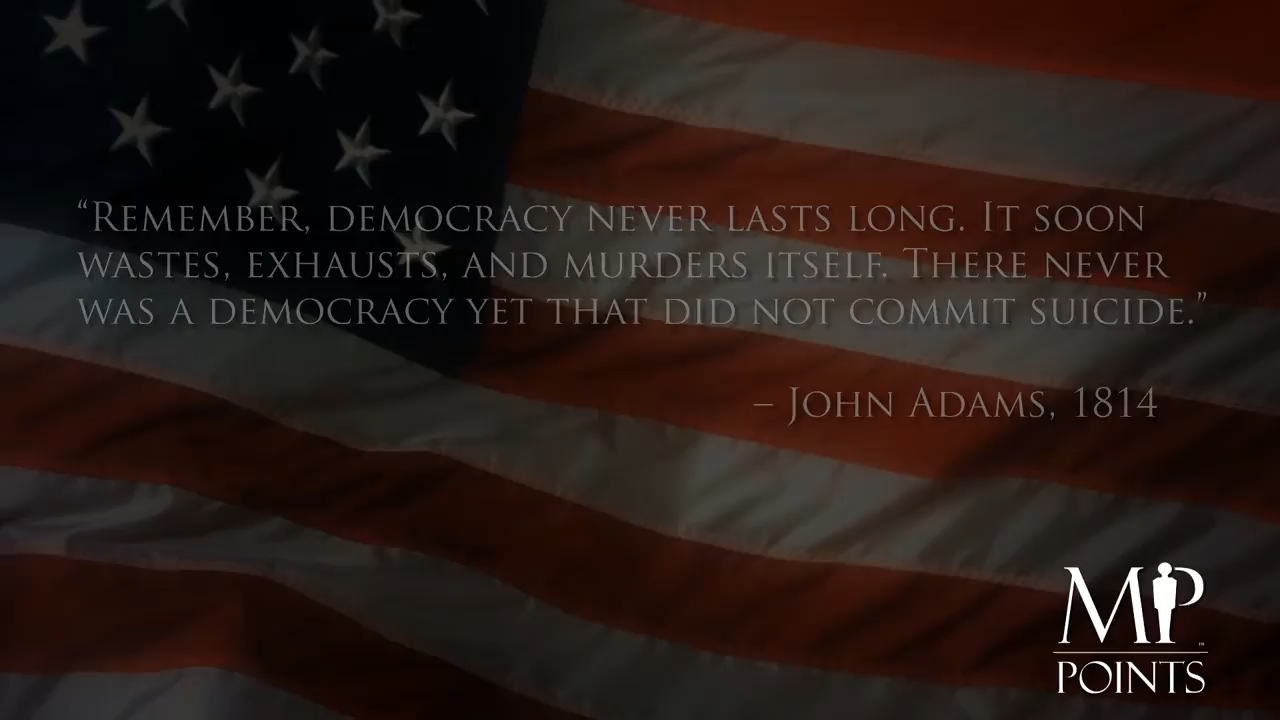 “Remember, democracy never lasts long. It soon
wastes, exhausts, and murders itself. There never
was a democracy yet that did not commit suicide.”
– John Adams, 1814
MP
POINTS